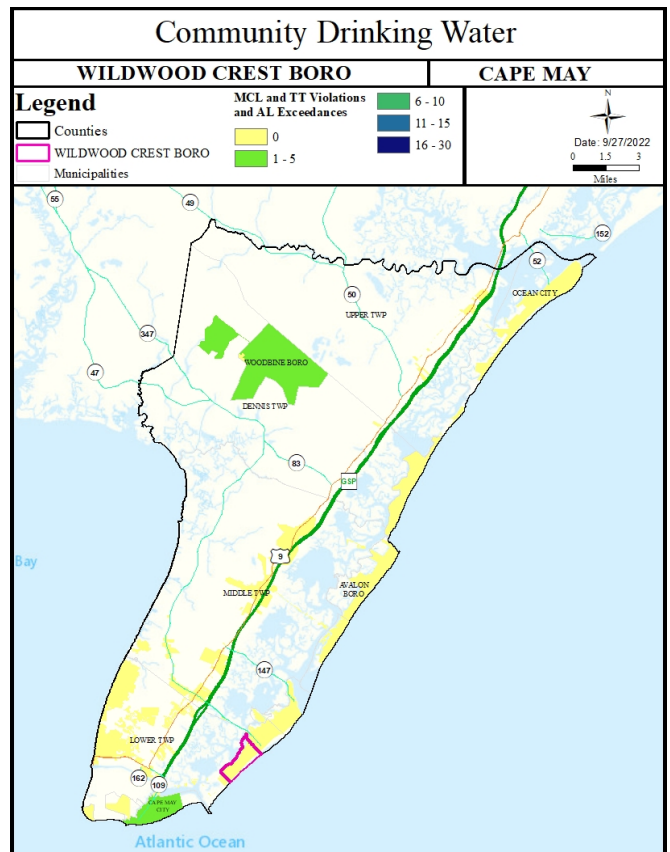 Community Drinking Water
WILDWOOD CREST BORO
CAPE MAY
Legend
Counties
WILDWOOD CREST BORO
Municipalities
MCL and TT Violations
and AL Exceedances
0
1 - 5
6 - 10
11 - 15
16 - 30
N
Date: 9/27/2022
0 1.5 3
Miles
55
49
152
52
OCEAN CITY
50
UPPER TWP
347
WOODBINE BORO
47
DENNIS TWP
83
GSP
9
Bay
MIDDLE TWP
AVALON
BORO
147
LOWER TWP
162
109
CAPE MAY
CITY
Atlantic Ocean